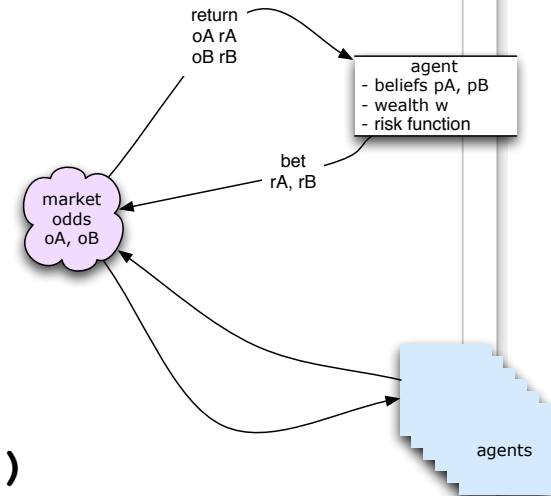 return
oA rA
oB rB
agent
- beliefs pA, pB
- wealth w
- risk function
bet
rA, rB
market
odds
oA, oB
agents
)